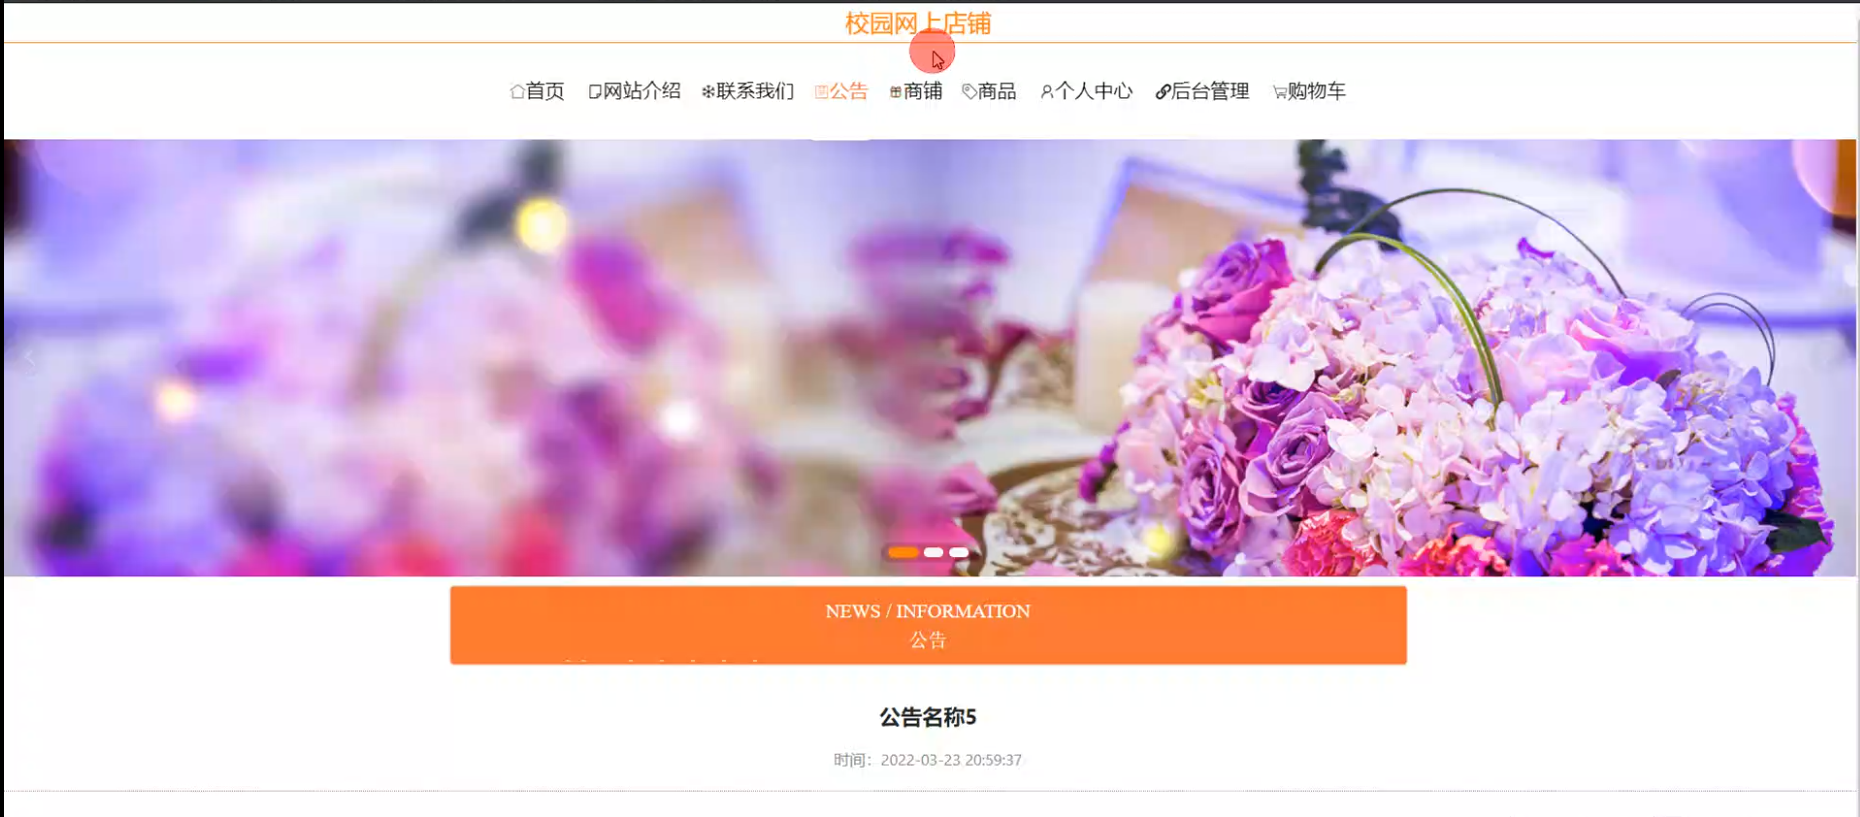 校园网上店铺
首页 网站介绍 联系我们 公告 商铺 商品 个人中心 后台管理 购物车
NEWS / INFORMATION
公告
公告名称5
时间：2022-03-23 20:59:37